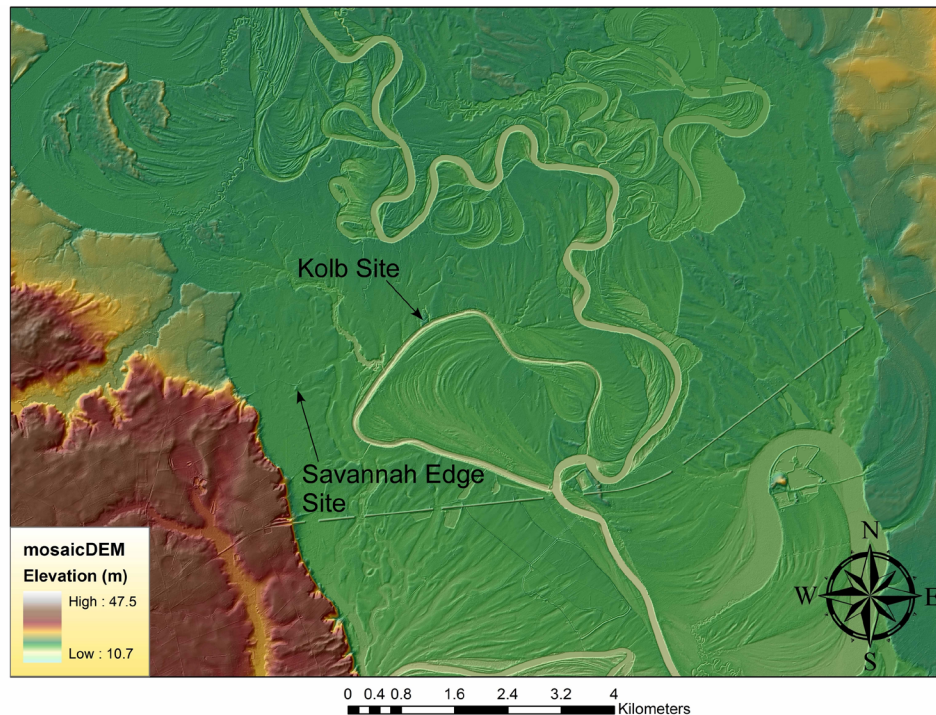 Kolb Site
Savannah Edge
Site
mosaicDEM
Elevation (m)
High : 47.5
Low : 10.7
N
W
E
S
0 0.4 0.8 1.6 2.4 3.2 4
Kilometers